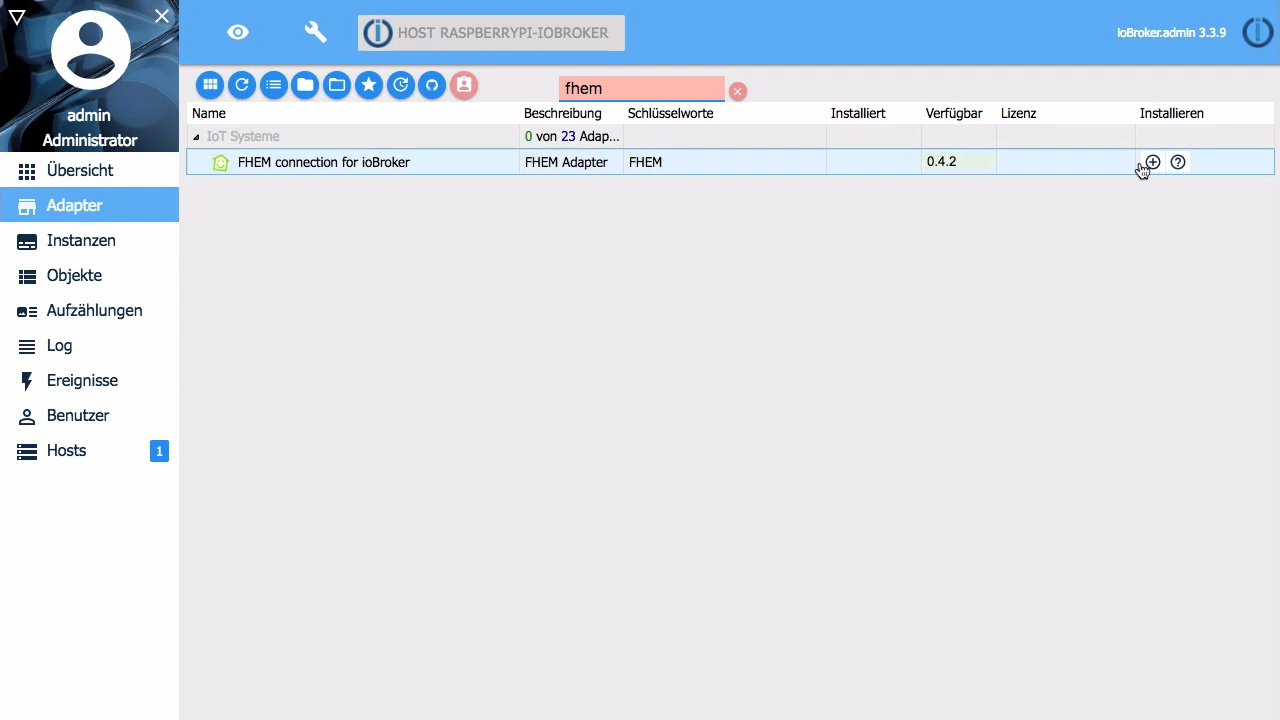 HOST RASPBERRYPI-IOBROKER
ioBroker.admin 3.3.9
admin
Administrator
Übersicht
Adapter
Instanzen
Objekte
Aufzählungen
Log
Ereignisse
Benutzer
Hosts 1
fhem
Name Beschreibung Schlüsselworte Installiert Verfügbar Lizenz Installieren
IoT Systeme 0 von 23 Adap...
FHEM connection for ioBroker FHEM Adapter FHEM 0.4.2